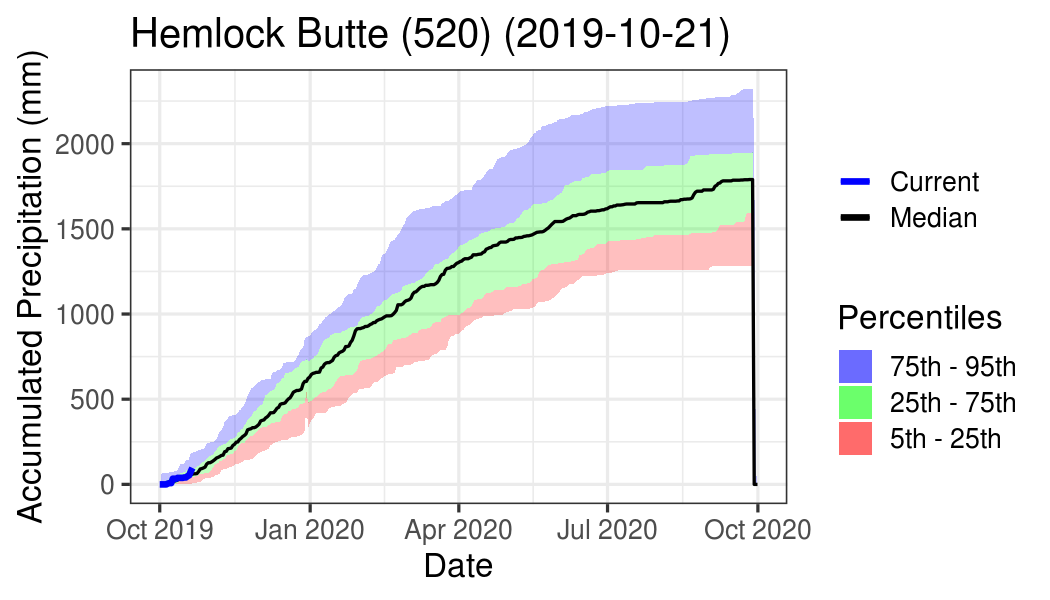 Hemlock Butte (520) (2019-10-21)
Accumulated Precipitation (mm)
2000
1500
1000
500
0
Oct 2019
Jan 2020
Apr 2020
Jul 2020
Oct 2020
Date
Current
Median
Percentiles
75th - 95th
25th - 75th
5th - 25th